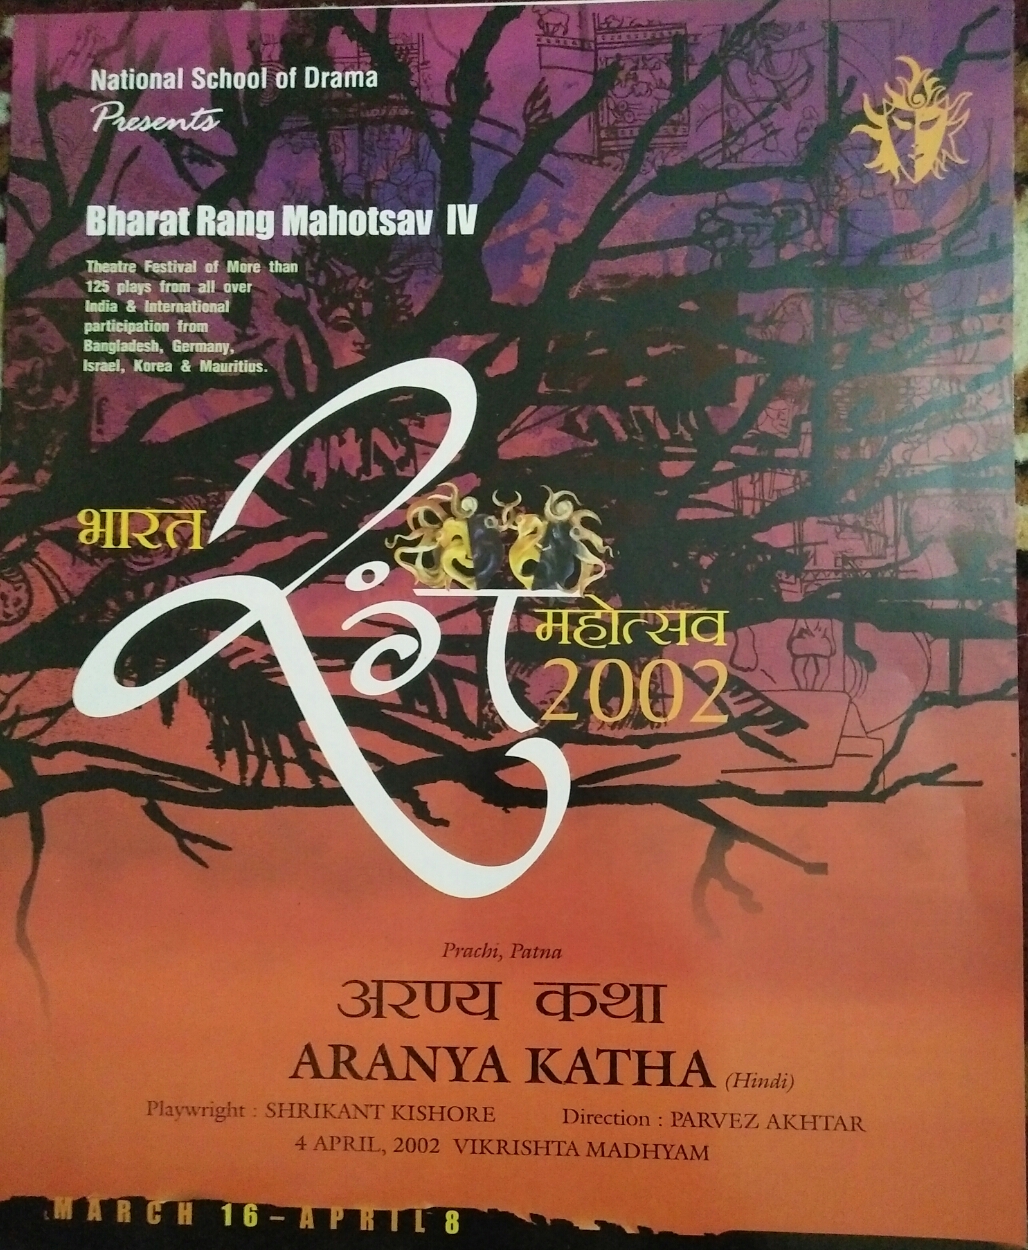 National School of Drama
Presents
Bharat Rang Mahotsav IV
Theatre Festival of More than
125 plays from all over
India & International
participation from
Bangladesh, Germany,
Israel, Korea & Mauritius.
भारत
रंग
महोत्सव
2002
Prachi, Patna
अरण्य कथा
ARANYA KATHA (Hindi)
Playwright : SHRIKANT KISHORE Direction : PARVEZ AKHTAR
4 APRIL, 2002 VIKRISHTA MADHYAM
MARCH 16 – APRIL 8